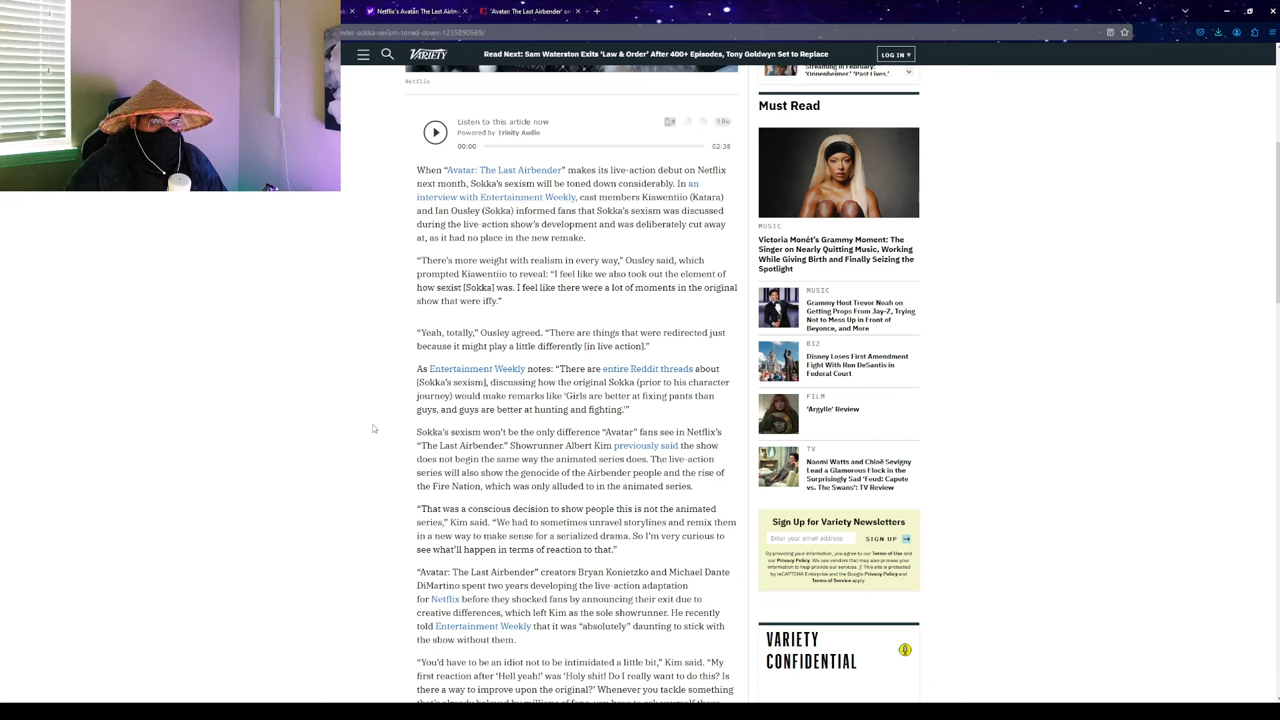 Netflix's Avatar: The Last Airbe
'Avatar: The Last Airbender' on
nder-sokka-sexism-toned-down-1235890569/
VARIETY
Read Next: Sam Waterston Exits 'Law & Order' After 400+ Episodes, Tony Goldwyn Set to Replace
LOG IN
Netflix
Streaming in February:
'Oppenheimer,' 'Past Lives,'
Must Read
Listen to this article now
Powered by Trinity Audio
1.0x
00:00
02:38
When “Avatar: The Last Airbender” makes its live-action debut on Netflix
next month, Sokka’s sexism will be toned down considerably. In an
interview with Entertainment Weekly, cast members Kiawentiio (Katara)
and Ian Ousley (Sokka) informed fans that Sokka’s sexism was discussed
during the live-action show’s development and was deliberately cut away
at, as it had no place in the new remake.
“There’s more weight with realism in every way,” Ousley said, which
prompted Kiawentiio to reveal: “I feel like we also took out the element of
how sexist [Sokka] was. I feel like there were a lot of moments in the original
show that were iffy.”
“Yeah, totally,” Ousley agreed. “There are things that were redirected just
because it might play a little differently [in live action].”
As Entertainment Weekly notes: “There are entire Reddit threads about
[Sokka’s sexism], discussing how the original Sokka (prior to his character
journey) would make remarks like ‘Girls are better at fixing pants than
guys, and guys are better at hunting and fighting.’”
Sokka’s sexism won’t be the only difference “Avatar” fans see in Netflix’s
“The Last Airbender.” Showrunner Albert Kim previously said the show
does not begin the same way the animated series does. The live-action
series will also show the genocide of the Airbender people and the rise of
the Fire Nation, which was only alluded to in the animated series.
“That was a conscious decision to show people this is not the animated
series,” Kim said. “We had to sometimes unravel storylines and remix them
in a new way to make sense for a serialized drama. So I’m very curious to
see what’ll happen in terms of reaction to that.”
“Avatar: The Last Airbender” creators Bryan Konietzko and Michael Dante
DiMartino spent two years developing the live-action adaptation
for Netflix before they shocked fans by announcing their exit due to
creative differences, which left Kim as the sole showrunner. He recently
told Entertainment Weekly that it was “absolutely” daunting to stick with
the show without them.
“You’d have to be an idiot not to be intimidated a little bit,” Kim said. “My
first reaction after ‘Hell yeah!’ was ‘Holy shit! Do I really want to do this? Is
there a way to improve upon the original?’ Whenever you tackle something
MUSIC
Victoria Monét’s Grammy Moment: The
Singer on Nearly Quitting Music, Working
While Giving Birth and Finally Seizing the
Spotlight
MUSIC
Grammy Host Trevor Noah on
Getting Props From Jay-Z, Trying
Not to Mess Up in Front of
Beyonce, and More
BIZ
Disney Loses First Amendment
Fight With Ron DeSantis in
Federal Court
FILM
‘Argylle’ Review
TV
Naomi Watts and Chloë Sevigny
Lead a Glamorous Flock in the
Surprisingly Sad ‘Feud: Capote
vs. The Swans’: TV Review
Sign Up for Variety Newsletters
Enter your email address
SIGN UP
By providing your information, you agree to our Terms of Use and
our Privacy Policy. We use vendors that may also process your
information to help provide our services. // This site is protected
by reCAPTCHA Enterprise and the Google Privacy Policy and
Terms of Service apply.
VARIETY
CONFIDENTIAL